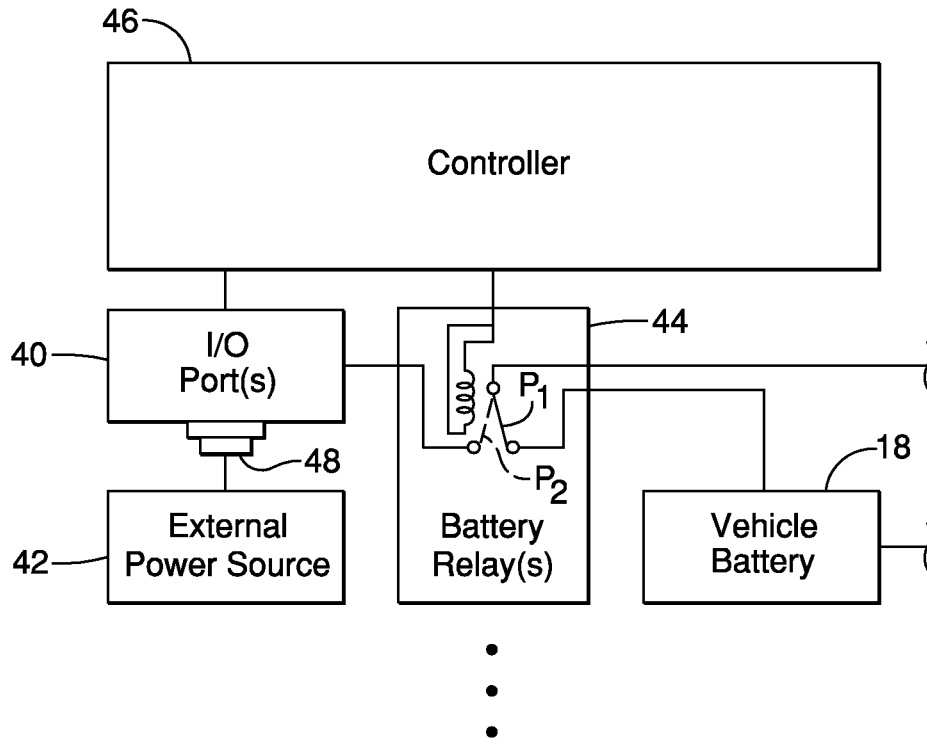 46
Controller
40
I/O
Port(s)
44
P1
P2
48
18
42
External
Power Source
Battery
Relay(s)
Vehicle
Battery